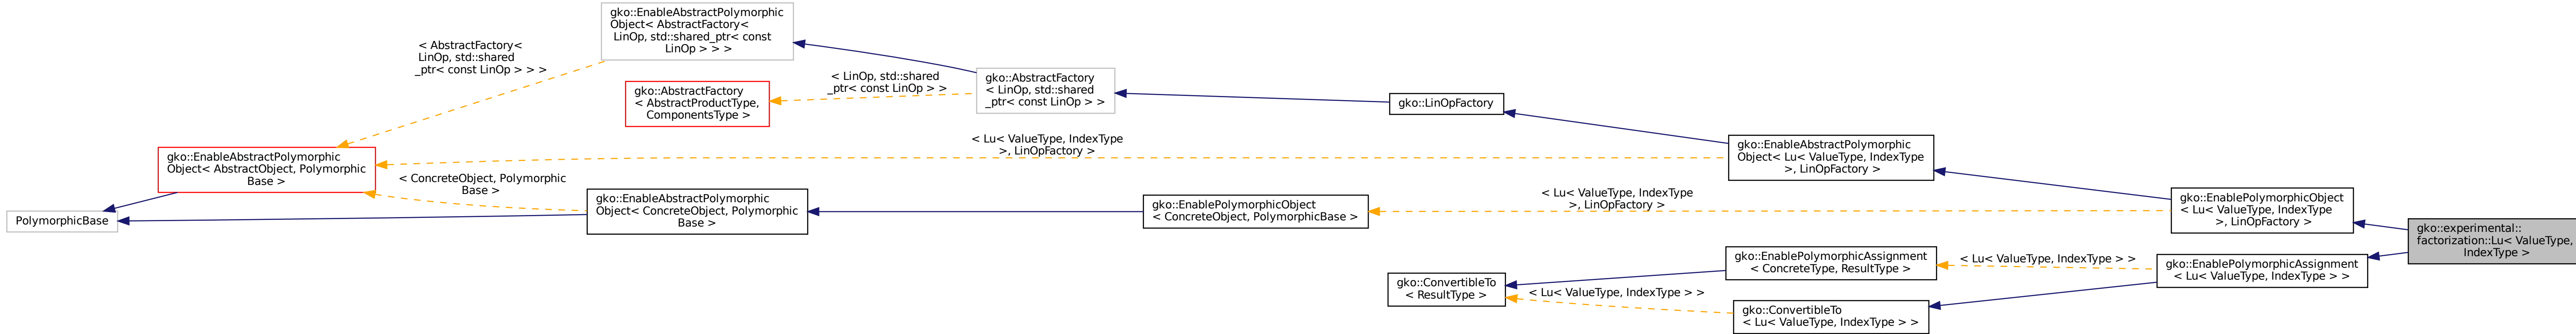 gko::EnableAbstractPolymorphic
Object< AbstractFactory<
LinOp, std::shared_ptr< const
LinOp > > >
< AbstractFactory<
LinOp, std::shared
_ptr< const LinOp > > >
gko::AbstractFactory
< AbstractProductType,
ComponentsType >
< LinOp, std::shared
_ptr< const LinOp > >
gko::AbstractFactory
< LinOp, std::shared
_ptr< const LinOp > >
gko::LinOpFactory
< Lu< ValueType, IndexType
>, LinOpFactory >
gko::EnableAbstractPolymorphic
Object< Lu< ValueType, IndexType
>, LinOpFactory >
gko::EnableAbstractPolymorphic
Object< AbstractObject, Polymorphic
Base >
< ConcreteObject, Polymorphic
Base >
PolymorphicBase
gko::EnableAbstractPolymorphic
Object< ConcreteObject, Polymorphic
Base >
gko::EnablePolymorphicObject
< ConcreteObject, PolymorphicBase >
< Lu< ValueType, IndexType
>, LinOpFactory >
gko::EnablePolymorphicObject
< Lu< ValueType, IndexType
>, LinOpFactory >
gko::experimental::
factorization::Lu< ValueType,
IndexType >
gko::EnablePolymorphicAssignment
< ConcreteType, ResultType >
< Lu< ValueType, IndexType > >
gko::EnablePolymorphicAssignment
< Lu< ValueType, IndexType > >
gko::ConvertibleTo
< ResultType >
< Lu< ValueType, IndexType > >
gko::ConvertibleTo
< Lu< ValueType, IndexType > >